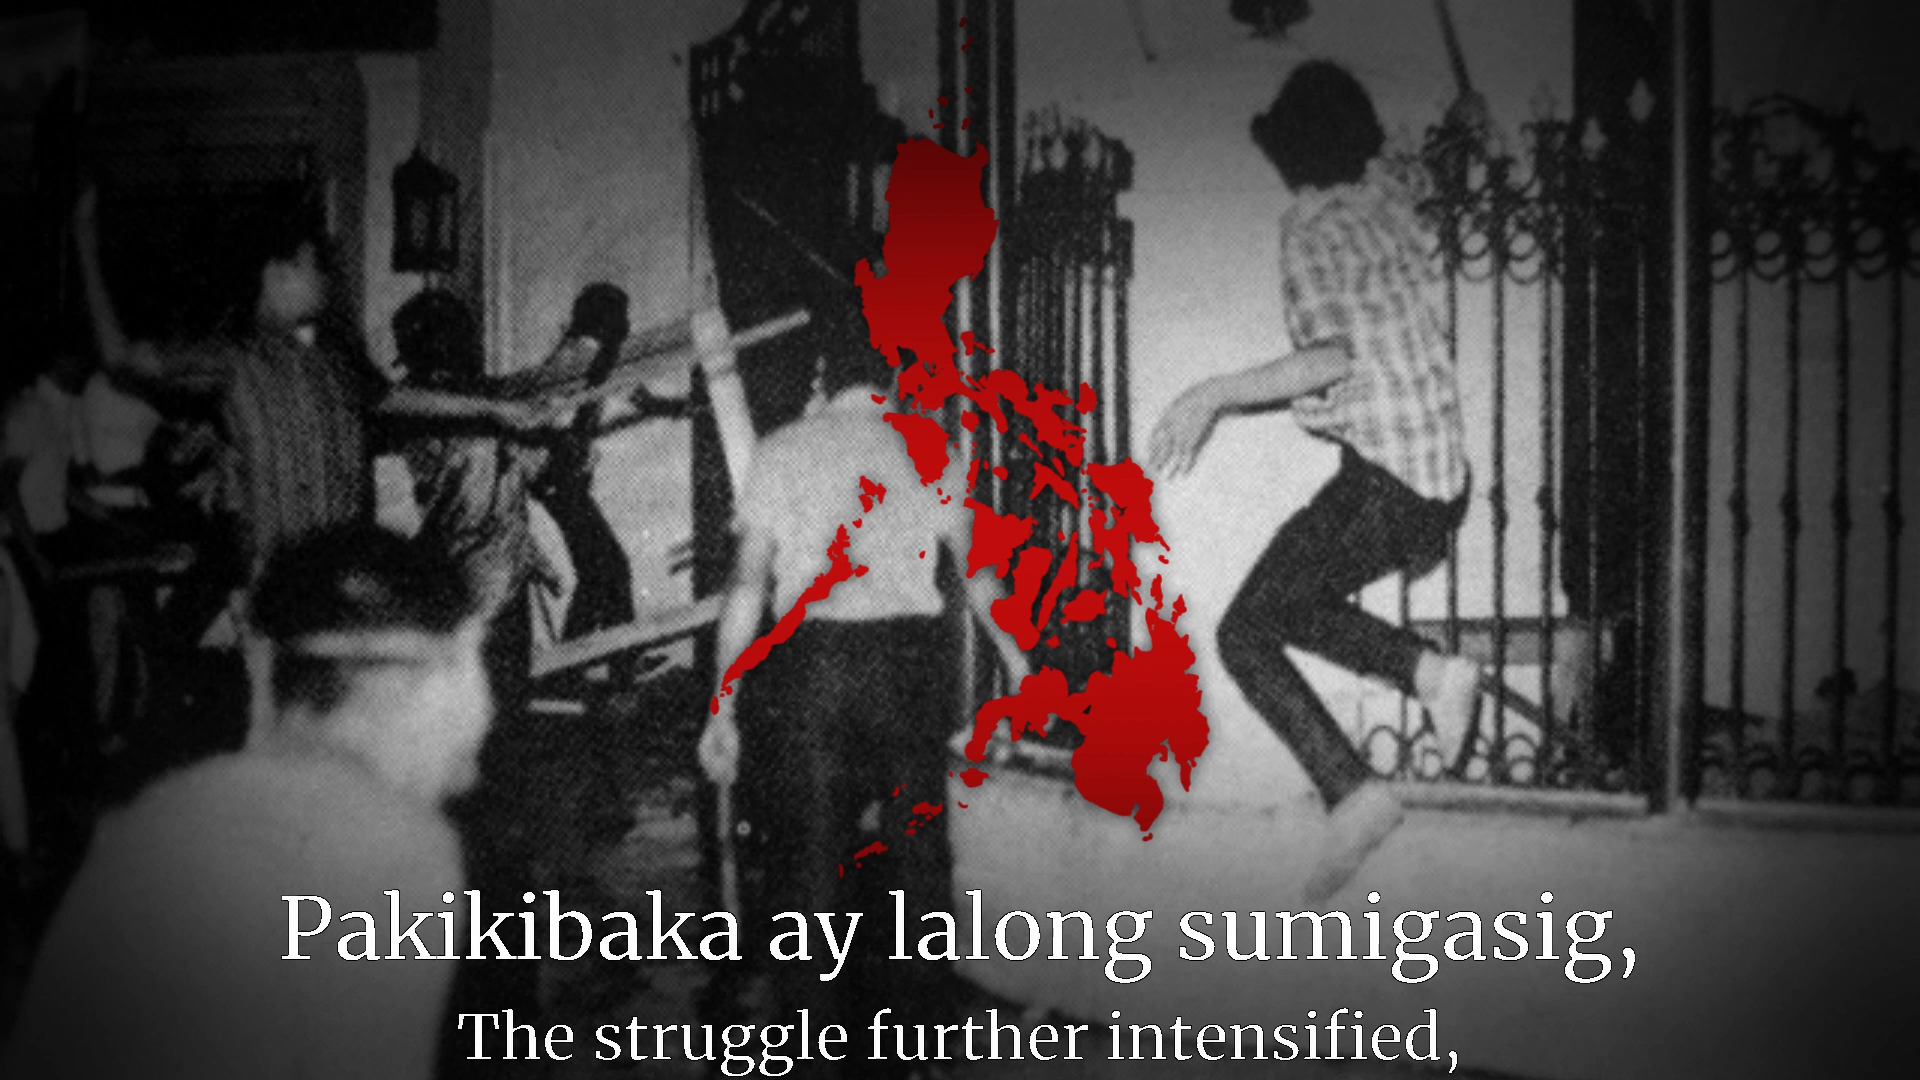 Pakikibaka ay lalong sumigasig,
The struggle further intensified,